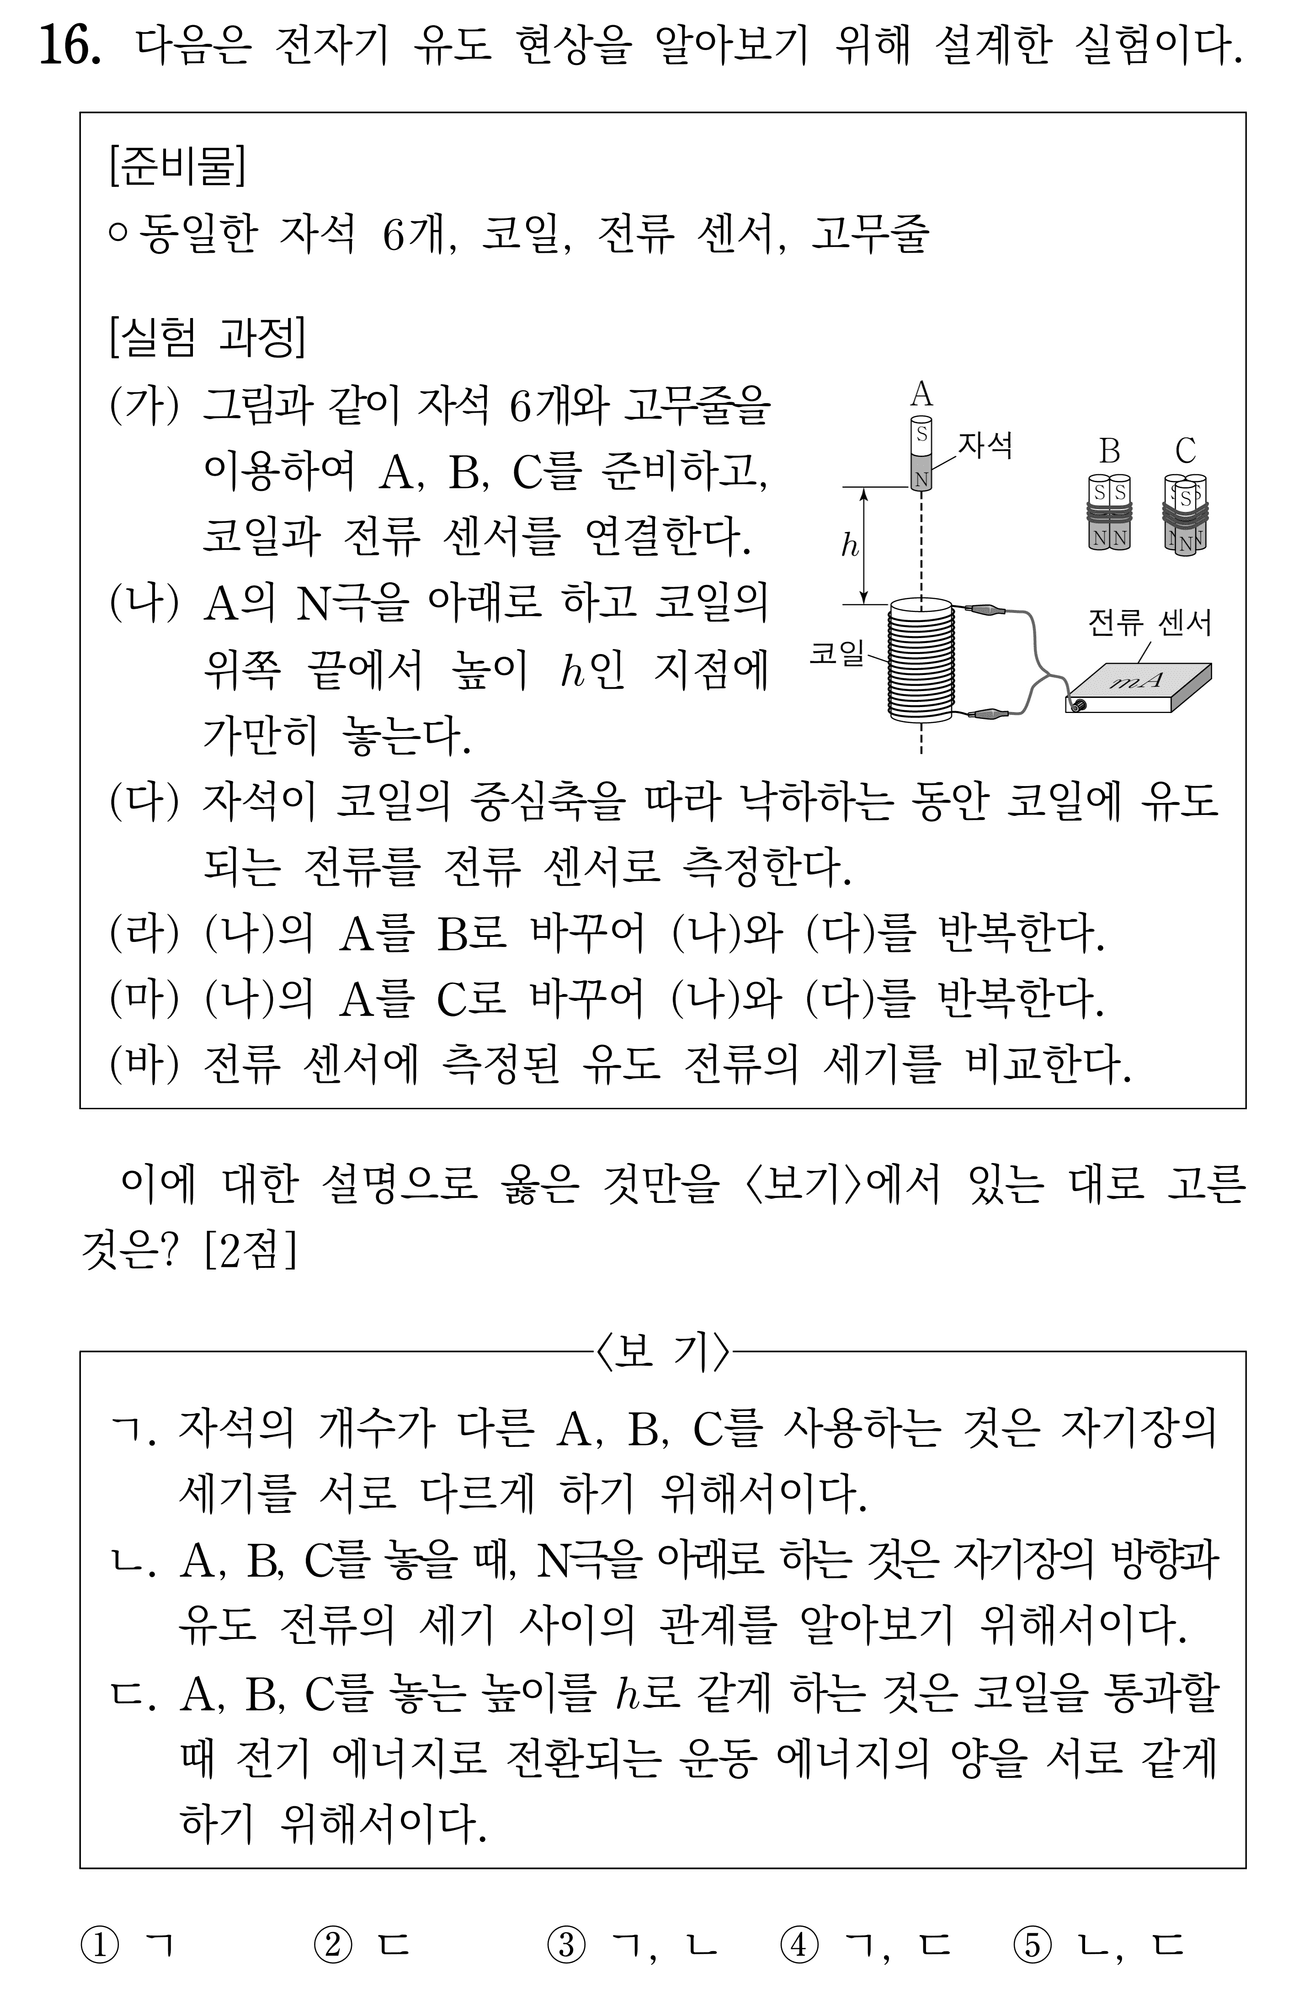 16. 다음은 전자기 유도 현상을 알아보기 위해 설계한 실험이다.
[준비물]
○ 동일한 자석 6개, 코일, 전류 센서, 고무줄
[실험 과정]
(가) 그림과 같이 자석 6개와 고무줄을
이용하여 A, B, C를 준비하고,
코일과 전류 센서를 연결한다.
(나) A의 N극을 아래로 하고 코일의
위쪽 끝에서 높이 h인 지점에
가만히 놓는다.
A
S
N
자석
B
S S
N N
C
S S S
N N N
h
코일
전류 센서
mA
(다) 자석이 코일의 중심축을 따라 낙하하는 동안 코일에 유도
되는 전류를 전류 센서로 측정한다.
(라) (나)의 A를 B로 바꾸어 (나)와 (다)를 반복한다.
(마) (나)의 A를 C로 바꾸어 (나)와 (다)를 반복한다.
(바) 전류 센서에 측정된 유도 전류의 세기를 비교한다.
이에 대한 설명으로 옳은 것만을 〈보기〉에서 있는 대로 고른
것은? [2점]
〈보 기〉
ㄱ. 자석의 개수가 다른 A, B, C를 사용하는 것은 자기장의
세기를 서로 다르게 하기 위해서이다.
ㄴ. A, B, C를 놓을 때, N극을 아래로 하는 것은 자기장의 방향과
유도 전류의 세기 사이의 관계를 알아보기 위해서이다.
ㄷ. A, B, C를 놓는 높이를 h로 같게 하는 것은 코일을 통과할
때 전기 에너지로 전환되는 운동 에너지의 양을 서로 같게
하기 위해서이다.
① ㄱ ② ㄷ ③ ㄱ, ㄴ ④ ㄱ, ㄷ ⑤ ㄴ, ㄷ